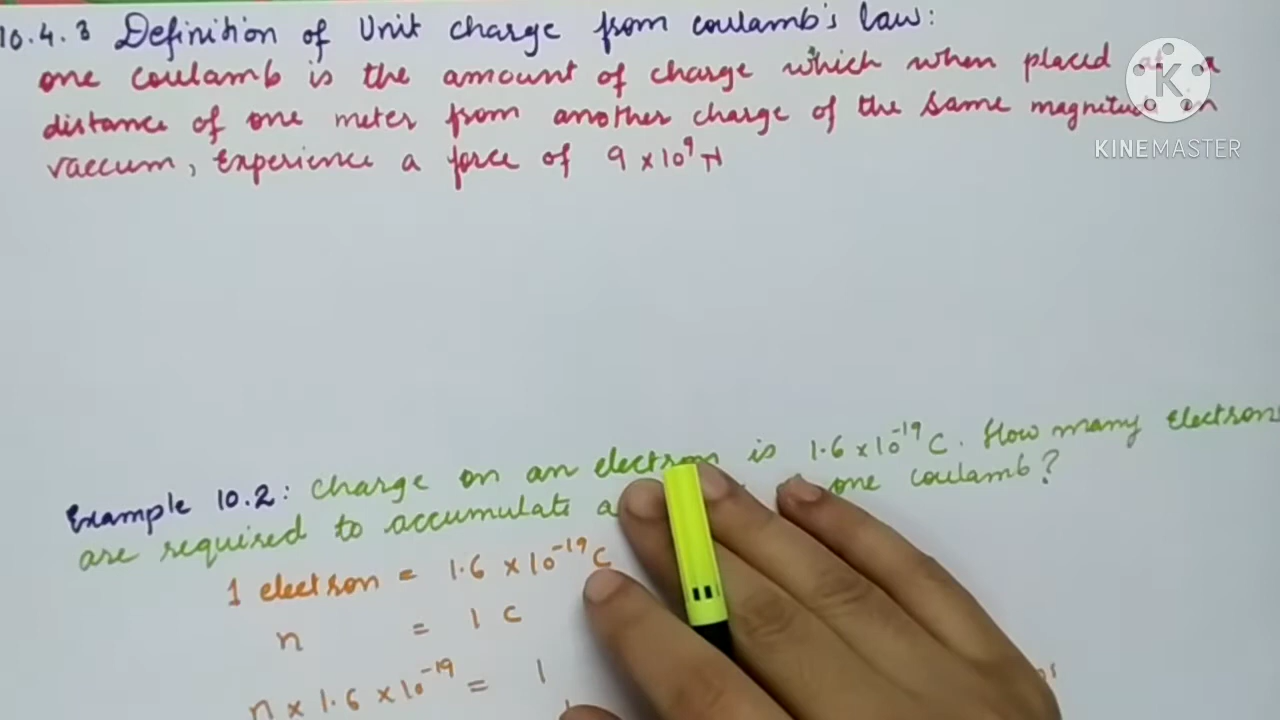 10.4.3 Definition of Unit charge from coulamb's law:
one coulamb is the amount of charge which when placed at a
distance of one meter from another charge of the same magnitude in
vaccum, Experience a force of 9 × 10⁹ N
Example 10.2: Charge on an electron is 1.6 × 10⁻¹⁹ C. How many Electrons
are required to accumulate a one coulamb?
1 electron = 1.6 × 10⁻¹⁹ C
n = 1 C
n × 1.6 × 10⁻¹⁹ = 1
K
KINEMASTER